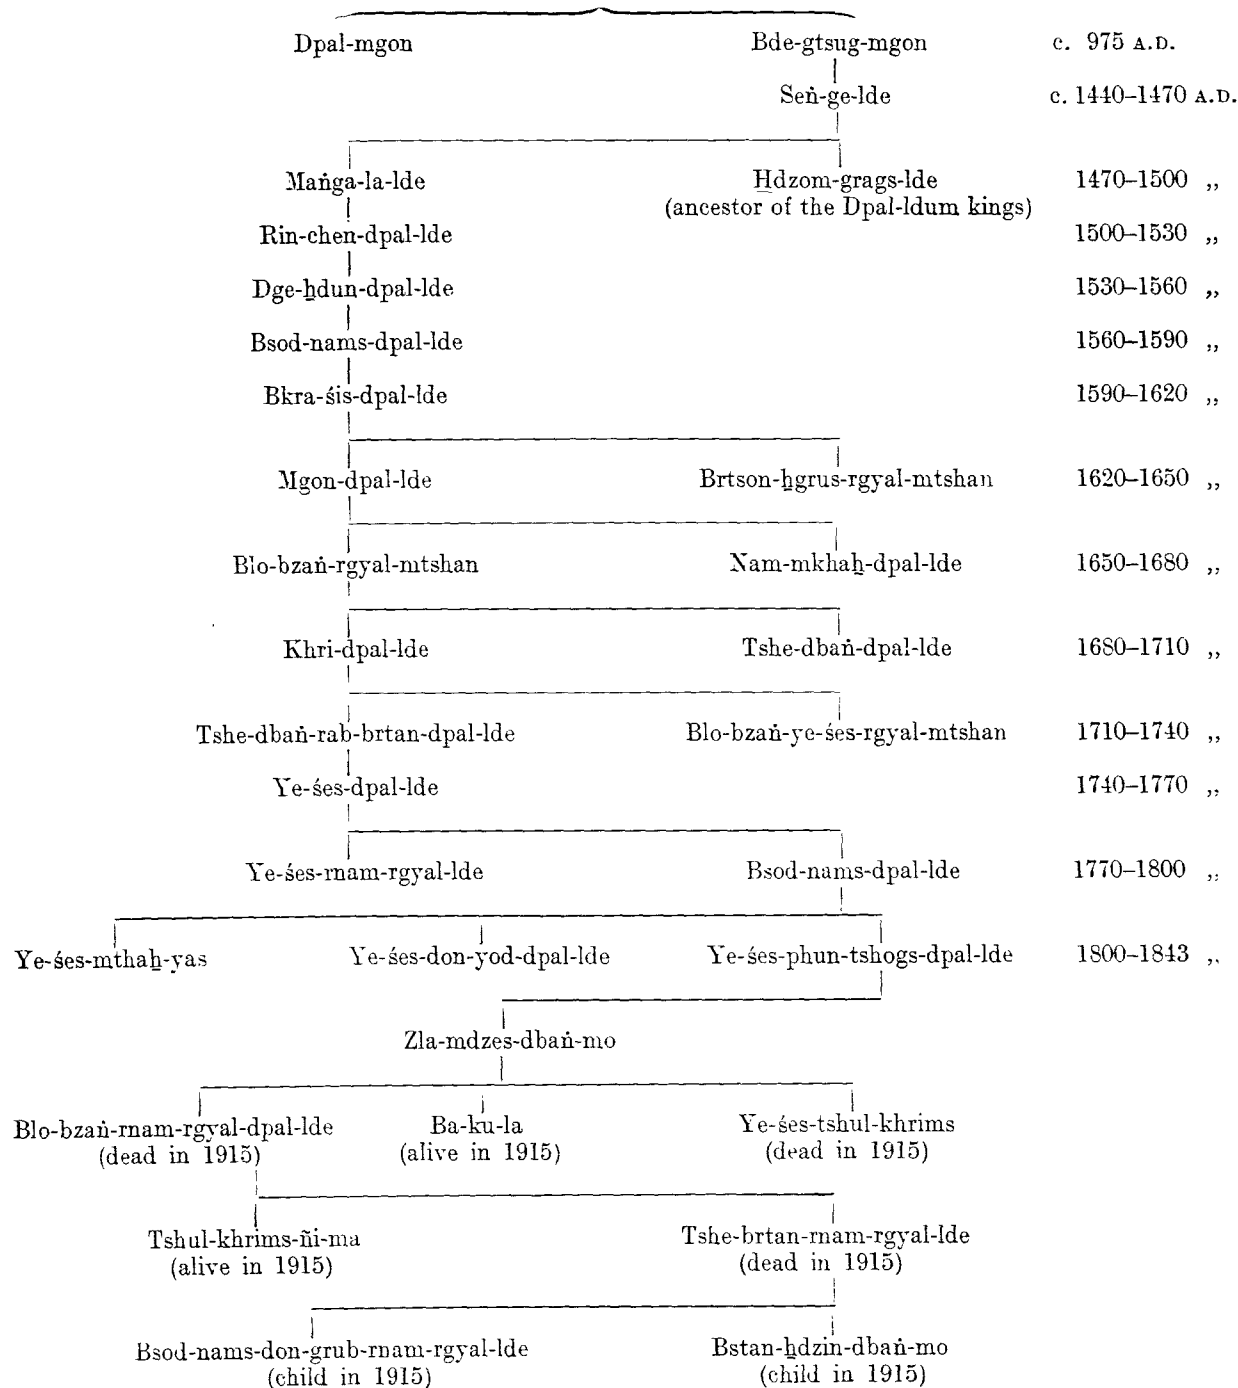 Dpal-mgon Bde-gtsug-mgon c. 975 A.D.
Seṅ-ge-lde c. 1440–1470 A.D.
Maṅga-la-lde H̱dzom-grags-lde 1470–1500 ,,
(ancestor of the Dpal-ldum kings)
Rin-chen-dpal-lde 1500–1530 ,,
Dge-ẖdun-dpal-lde 1530–1560 ,,
Bsod-nams-dpal-lde 1560–1590 ,,
Bkra-śis-dpal-lde 1590–1620 ,,
Mgon-dpal-lde Brtson-ẖgrus-rgyal-mtshan 1620–1650 ,,
Blo-bzaṅ-rgyal-mtshan Nam-mkhaẖ-dpal-lde 1650–1680 ,,
Khri-dpal-lde Tshe-dbaṅ-dpal-lde 1680–1710 ,,
Tshe-dbaṅ-rab-brtan-dpal-lde Blo-bzaṅ-ye-śes-rgyal-mtshan 1710–1740 ,,
Ye-śes-dpal-lde 1740–1770 ,,
Ye-śes-rnam-rgyal-lde Bsod-nams-dpal-lde 1770–1800 ,,
Ye-śes-mthaẖ-yas Ye-śes-don-yod-dpal-lde Ye-śes-phun-tshogs-dpal-lde 1800–1843 ,,
Zla-mdzes-dbaṅ-mo
Blo-bzaṅ-rnam-rgyal-dpal-lde Ba-ku-la Ye-śes-tshul-khrims
(dead in 1915) (alive in 1915) (dead in 1915)
Tshul-khrims-ñi-ma Tshe-brtan-rnam-rgyal-lde
(alive in 1915) (dead in 1915)
Bsod-nams-don-grub-rnam-rgyal-lde Bstan-ẖdzin-dbaṅ-mo
(child in 1915) (child in 1915)